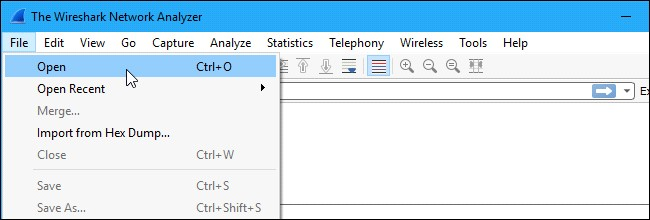 The Wireshark Network Analyzer
File Edit View Go Capture Analyze Statistics Telephony Wireless Tools Help
Open Ctrl+O
Open Recent
Merge...
Import from Hex Dump...
Close Ctrl+W
Save Ctrl+S
Save As... Ctrl+Shift+S